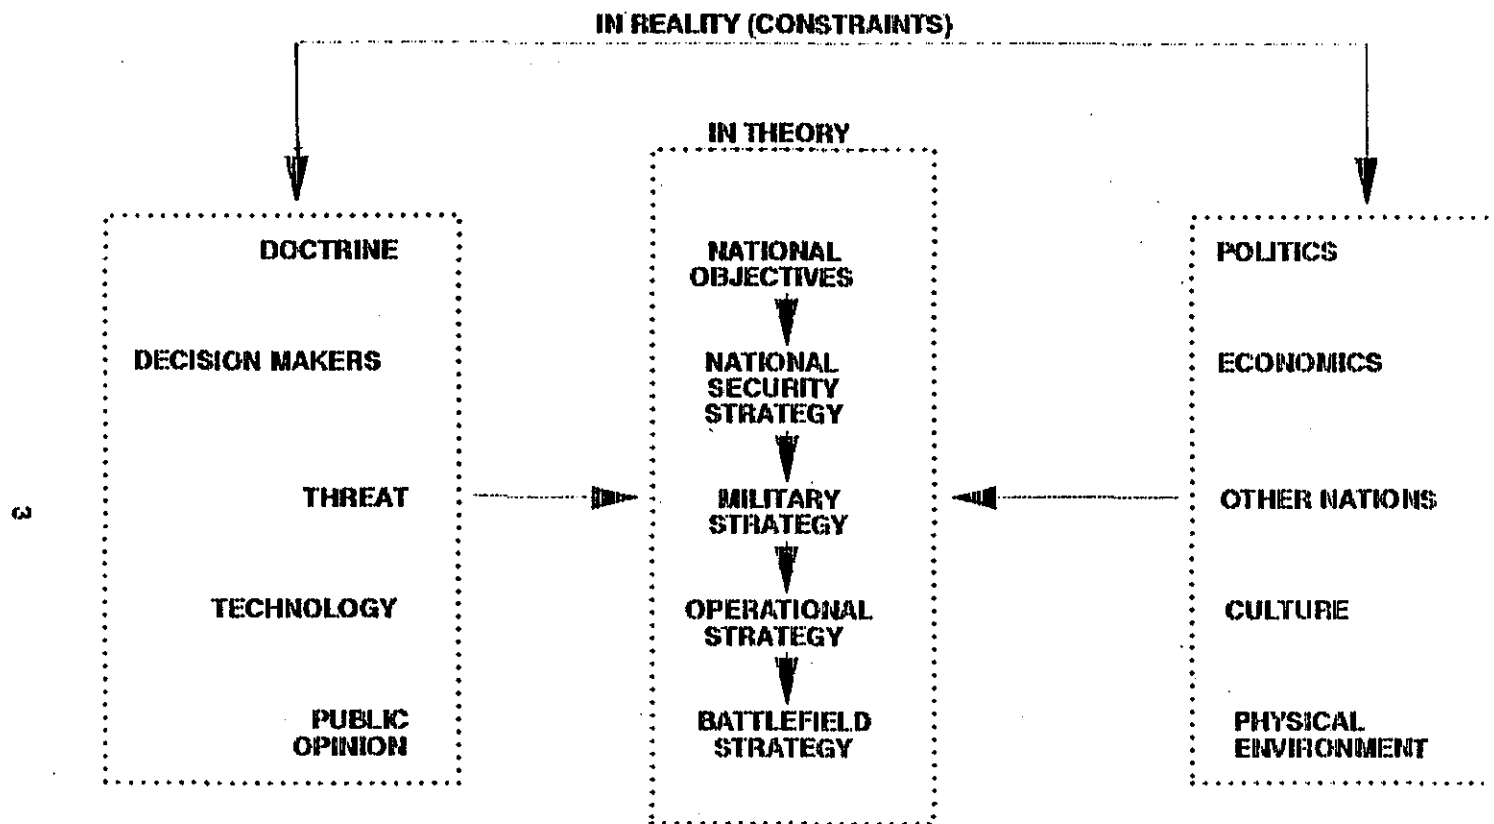 IN REALITY (CONSTRAINTS)
IN THEORY
DOCTRINE
DECISION MAKERS
THREAT
TECHNOLOGY
PUBLIC
OPINION
NATIONAL
OBJECTIVES
NATIONAL
SECURITY
STRATEGY
MILITARY
STRATEGY
OPERATIONAL
STRATEGY
BATTLEFIELD
STRATEGY
POLITICS
ECONOMICS
OTHER NATIONS
CULTURE
PHYSICAL
ENVIRONMENT
3